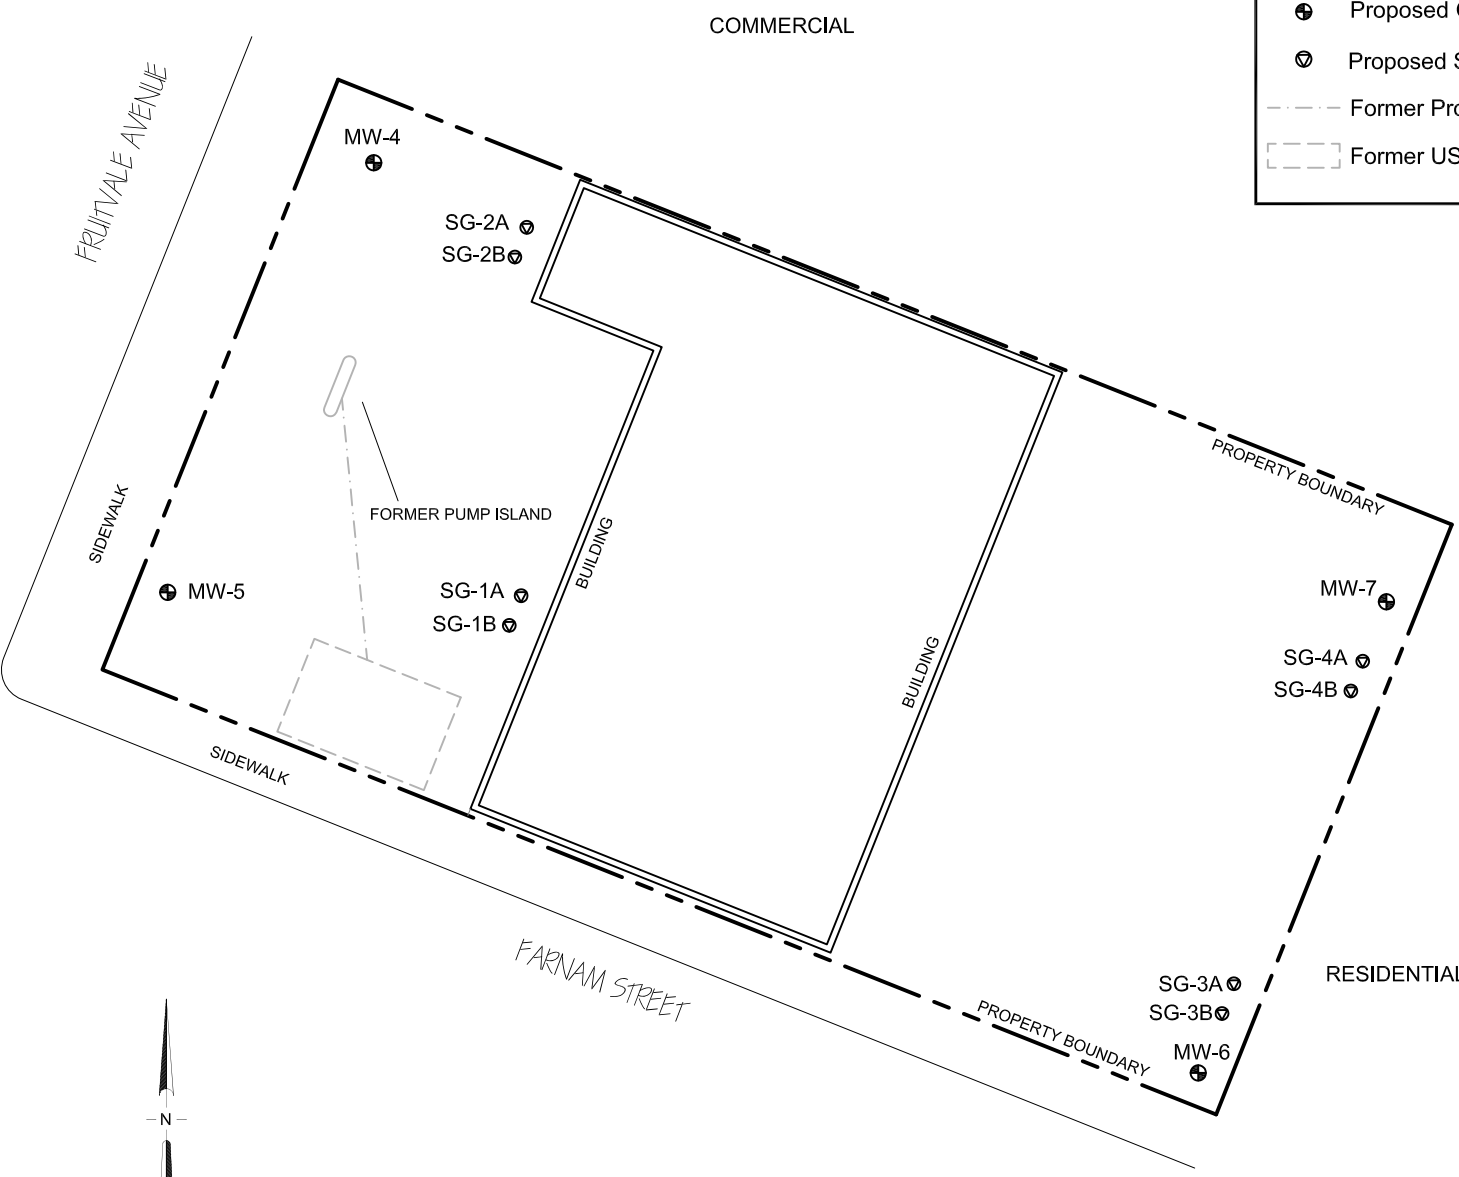 COMMERCIAL
Proposed
Proposed
Former
Former
FRUITVALE AVENUE
MW-4
SG-2A
SG-2B
PROPERTY BOUNDARY
FORMER PUMP ISLAND
SIDEWALK
BUILDING
MW-5
SG-1A
SG-1B
MW-7
BUILDING
SG-4A
SG-4B
SIDEWALK
FARNAM STREET
RESIDENTIAL
SG-3A
SG-3B
PROPERTY BOUNDARY
MW-6
N